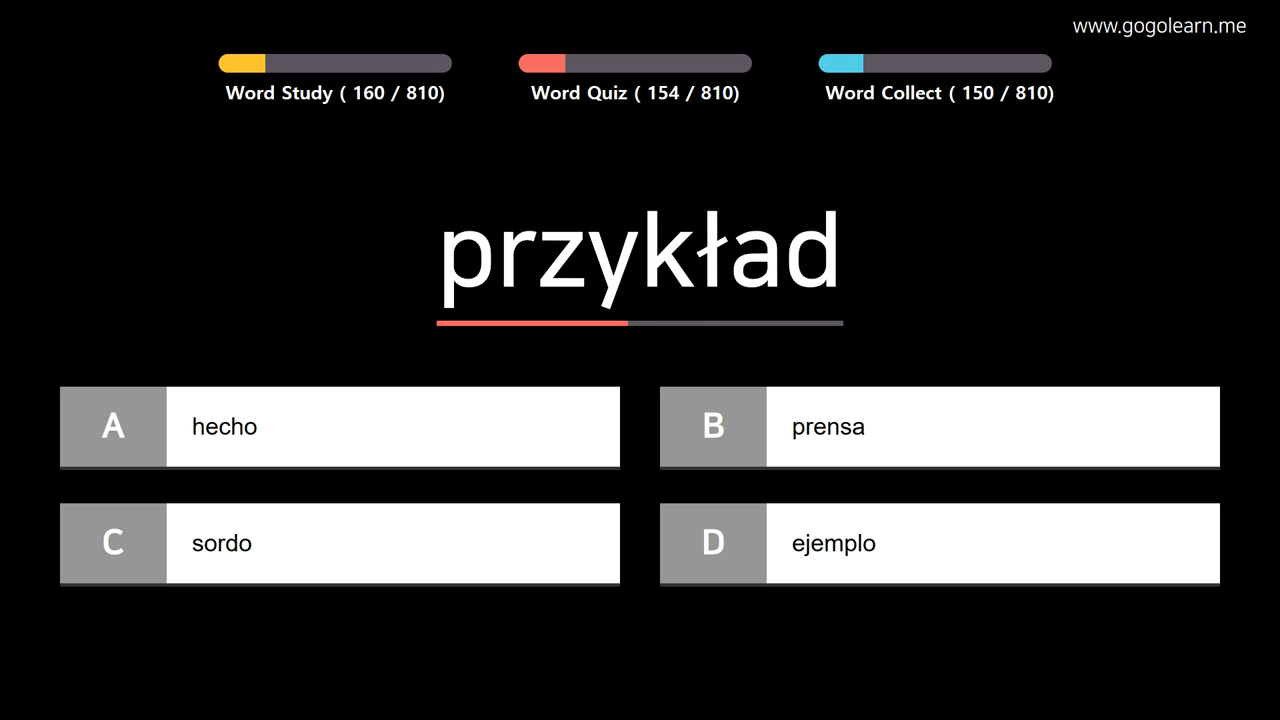 www.gogolearn.me
Word Study ( 160 / 810)
Word Quiz ( 154 / 810)
Word Collect ( 150 / 810)
przykład
A hecho
B prensa
C sordo
D ejemplo